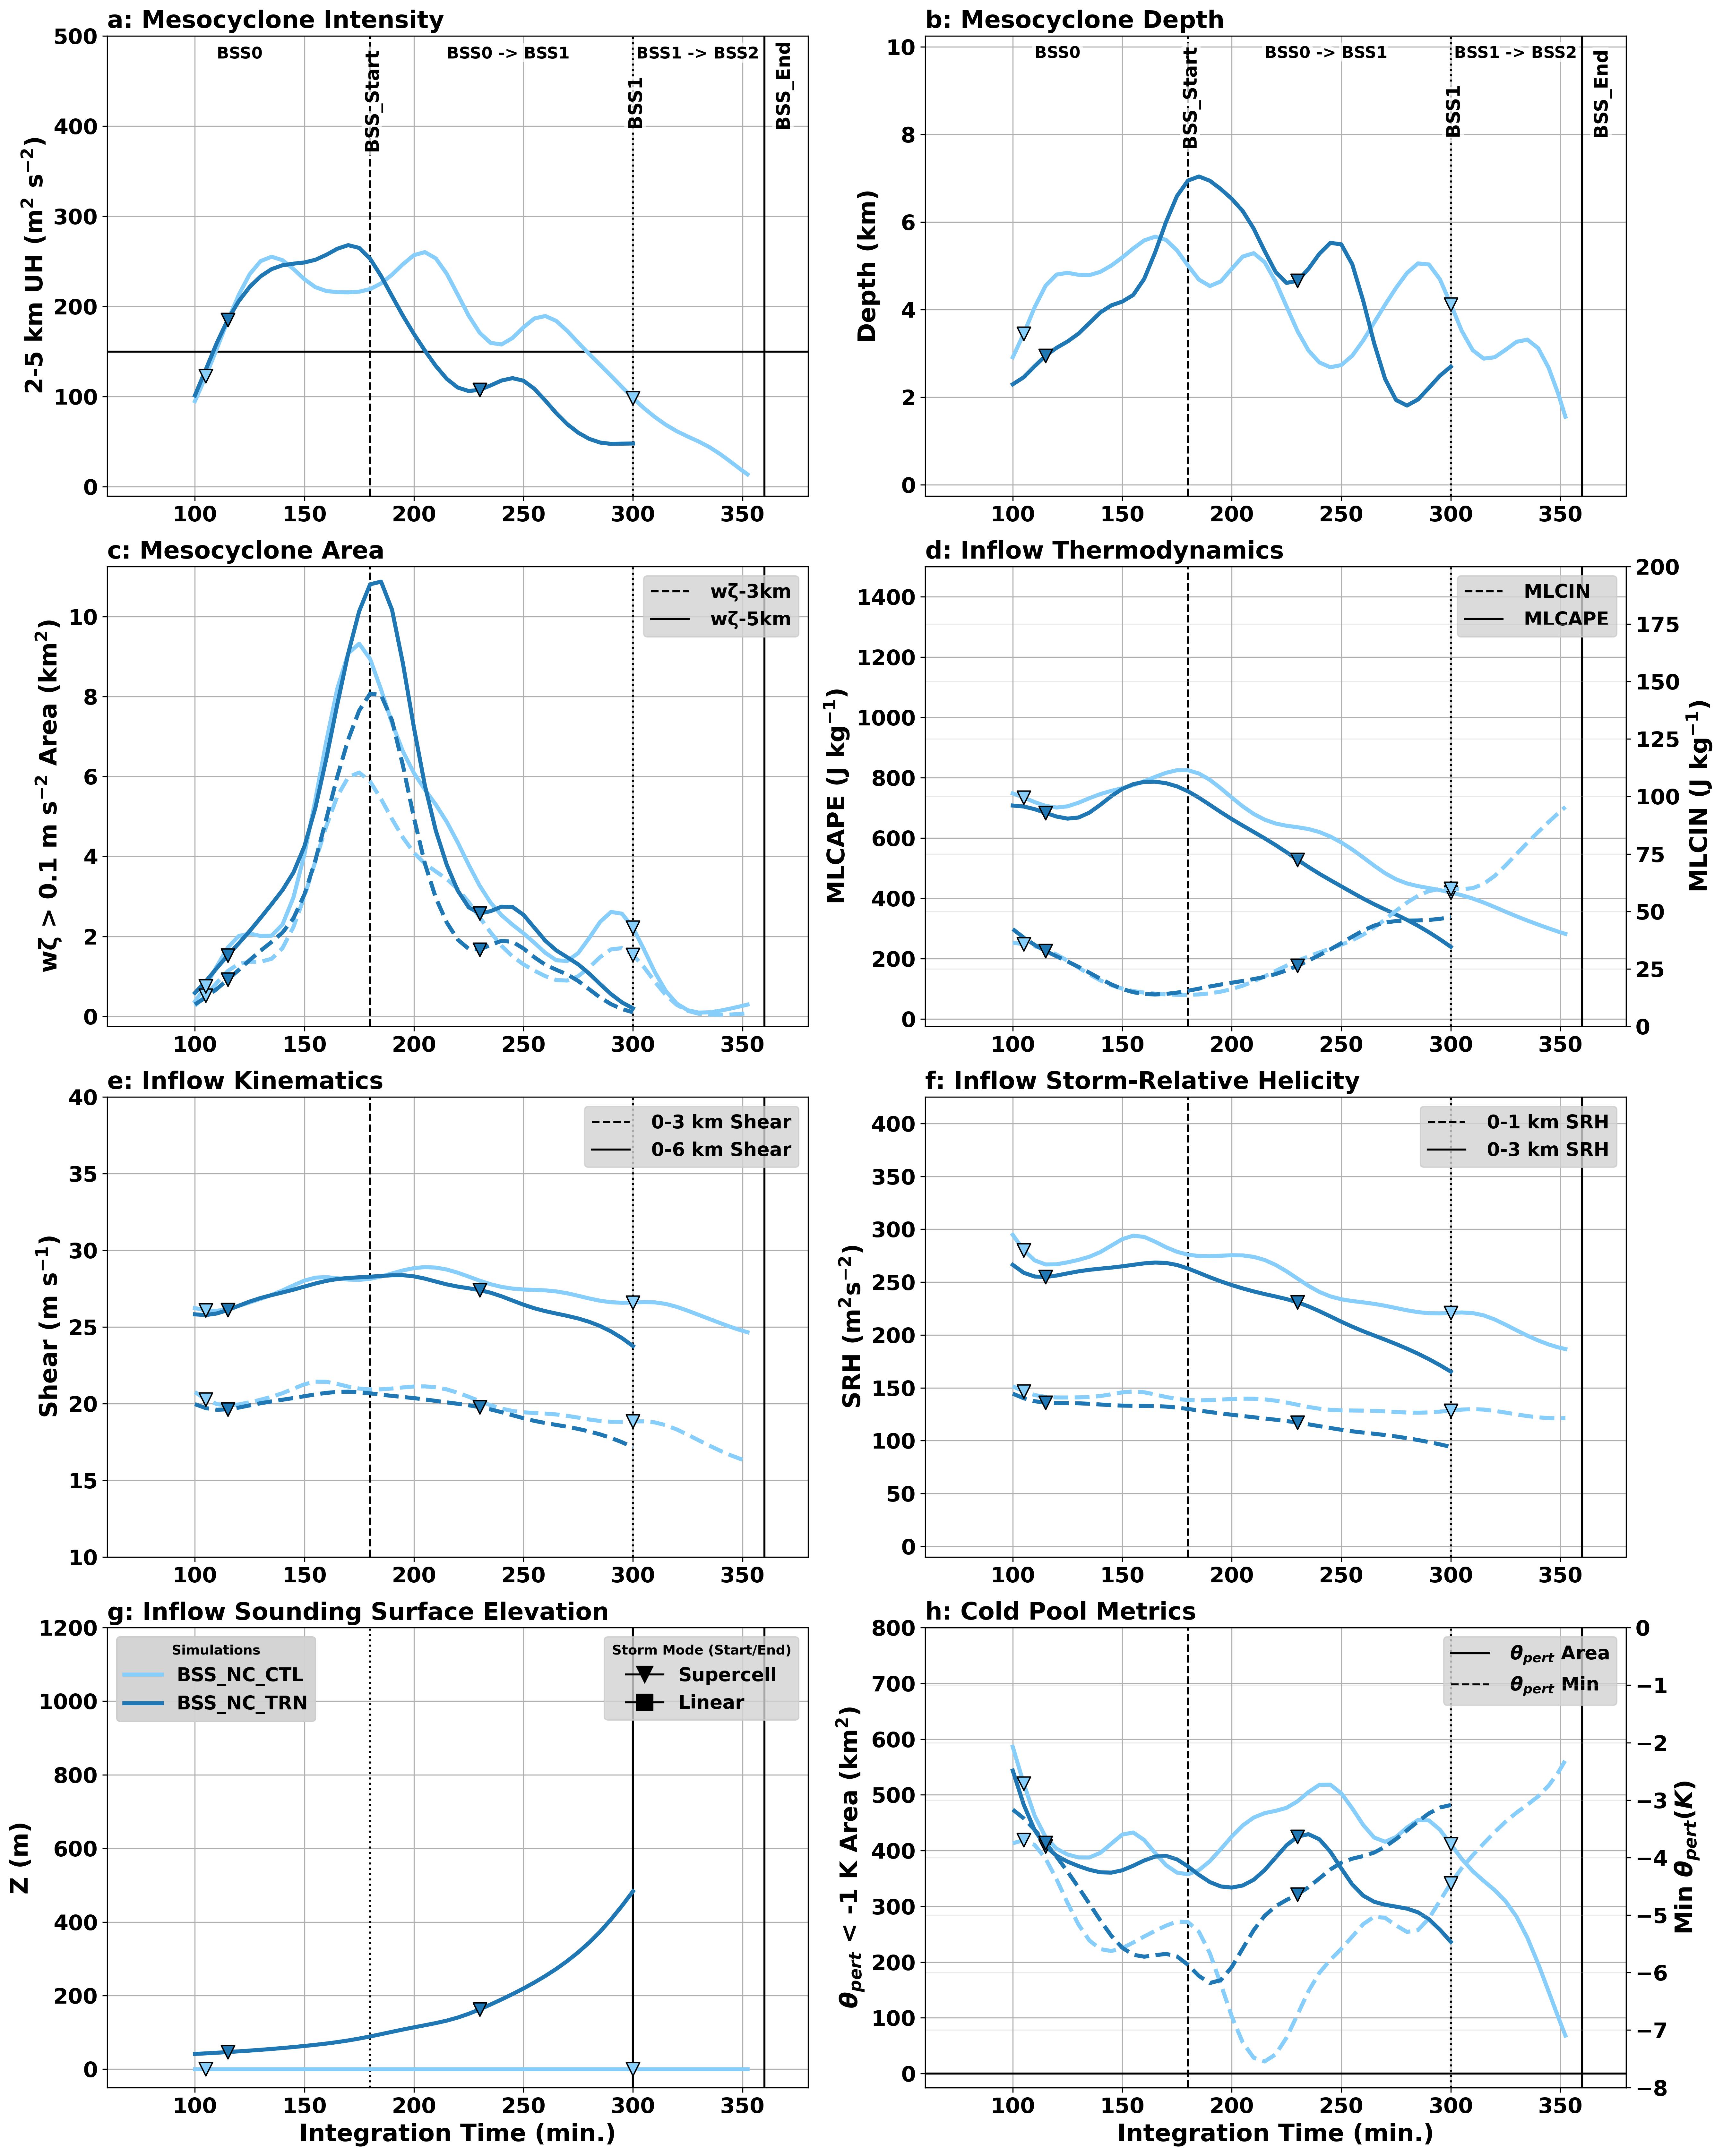 a: Mesocyclone Intensity
500
400
300
200
100
0
2-5 km UH (m² s⁻²)
BSS0
BSS_Start
BSS0 -> BSS1
BSS1
BSS1 -> BSS2
BSS_End
100 150 200 250 300 350
b: Mesocyclone Depth
10
8
6
4
2
0
Depth (km)
BSS0
BSS_Start
BSS0 -> BSS1
BSS1
BSS1 -> BSS2
BSS_End
100 150 200 250 300 350
c: Mesocyclone Area
10
8
6
4
2
0
wζ > 0.1 m s⁻² Area (km²)
wζ-3km
wζ-5km
100 150 200 250 300 350
d: Inflow Thermodynamics
1400
1200
1000
800
600
400
200
0
MLCAPE (J kg⁻¹)
MLCIN
MLCAPE
200
175
150
125
100
75
50
25
0
MLCIN (J kg⁻¹)
100 150 200 250 300 350
e: Inflow Kinematics
40
35
30
25
20
15
10
Shear (m s⁻¹)
0-3 km Shear
0-6 km Shear
100 150 200 250 300 350
f: Inflow Storm-Relative Helicity
400
350
300
250
200
150
100
50
0
SRH (m²s⁻²)
0-1 km SRH
0-3 km SRH
100 150 200 250 300 350
g: Inflow Sounding Surface Elevation
1200
1000
800
600
400
200
0
Z (m)
Simulations
BSS_NC_CTL
BSS_NC_TRN
Storm Mode (Start/End)
Supercell
Linear
100 150 200 250 300 350
Integration Time (min.)
h: Cold Pool Metrics
800
700
600
500
400
300
200
100
0
θpert < -1 K Area (km²)
θpert Area
θpert Min
0
−1
−2
−3
−4
−5
−6
−7
−8
Min θpert(K)
100 150 200 250 300 350
Integration Time (min.)